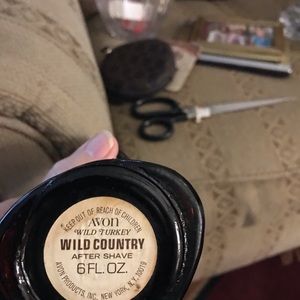 KEEP OUT OF REACH OF CHILDREN
AVON
WILD TURKEY
WILD COUNTRY
AFTER SHAVE
6 FL. OZ.
AVON PRODUCTS, INC. NEW YORK, N.Y. 10019